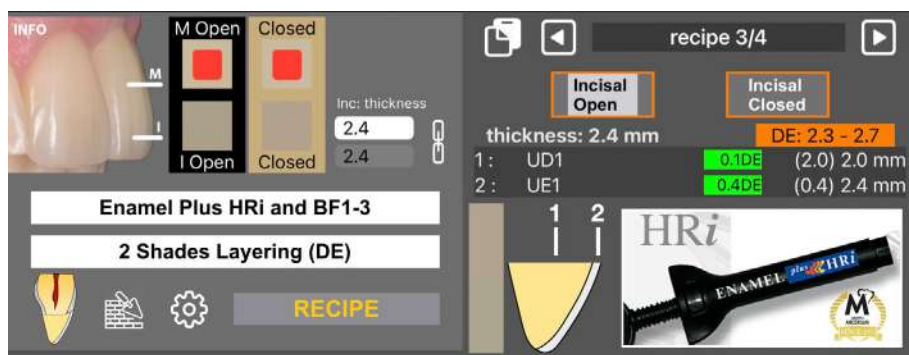 INFO
M Open Closed
M
I
I Open Closed
Inc: thickness
2.4
2.4
Enamel Plus HRi and BF1-3
2 Shades Layering (DE)
RECIPE
recipe 3/4
Incisal Open
Incisal Closed
thickness: 2.4 mm DE: 2.3 - 2.7
1 : UD1 0.1DE (2.0) 2.0 mm
2 : UE1 0.4DE (0.4) 2.4 mm
1 2
HRi
ENAMEL plus HRi
M